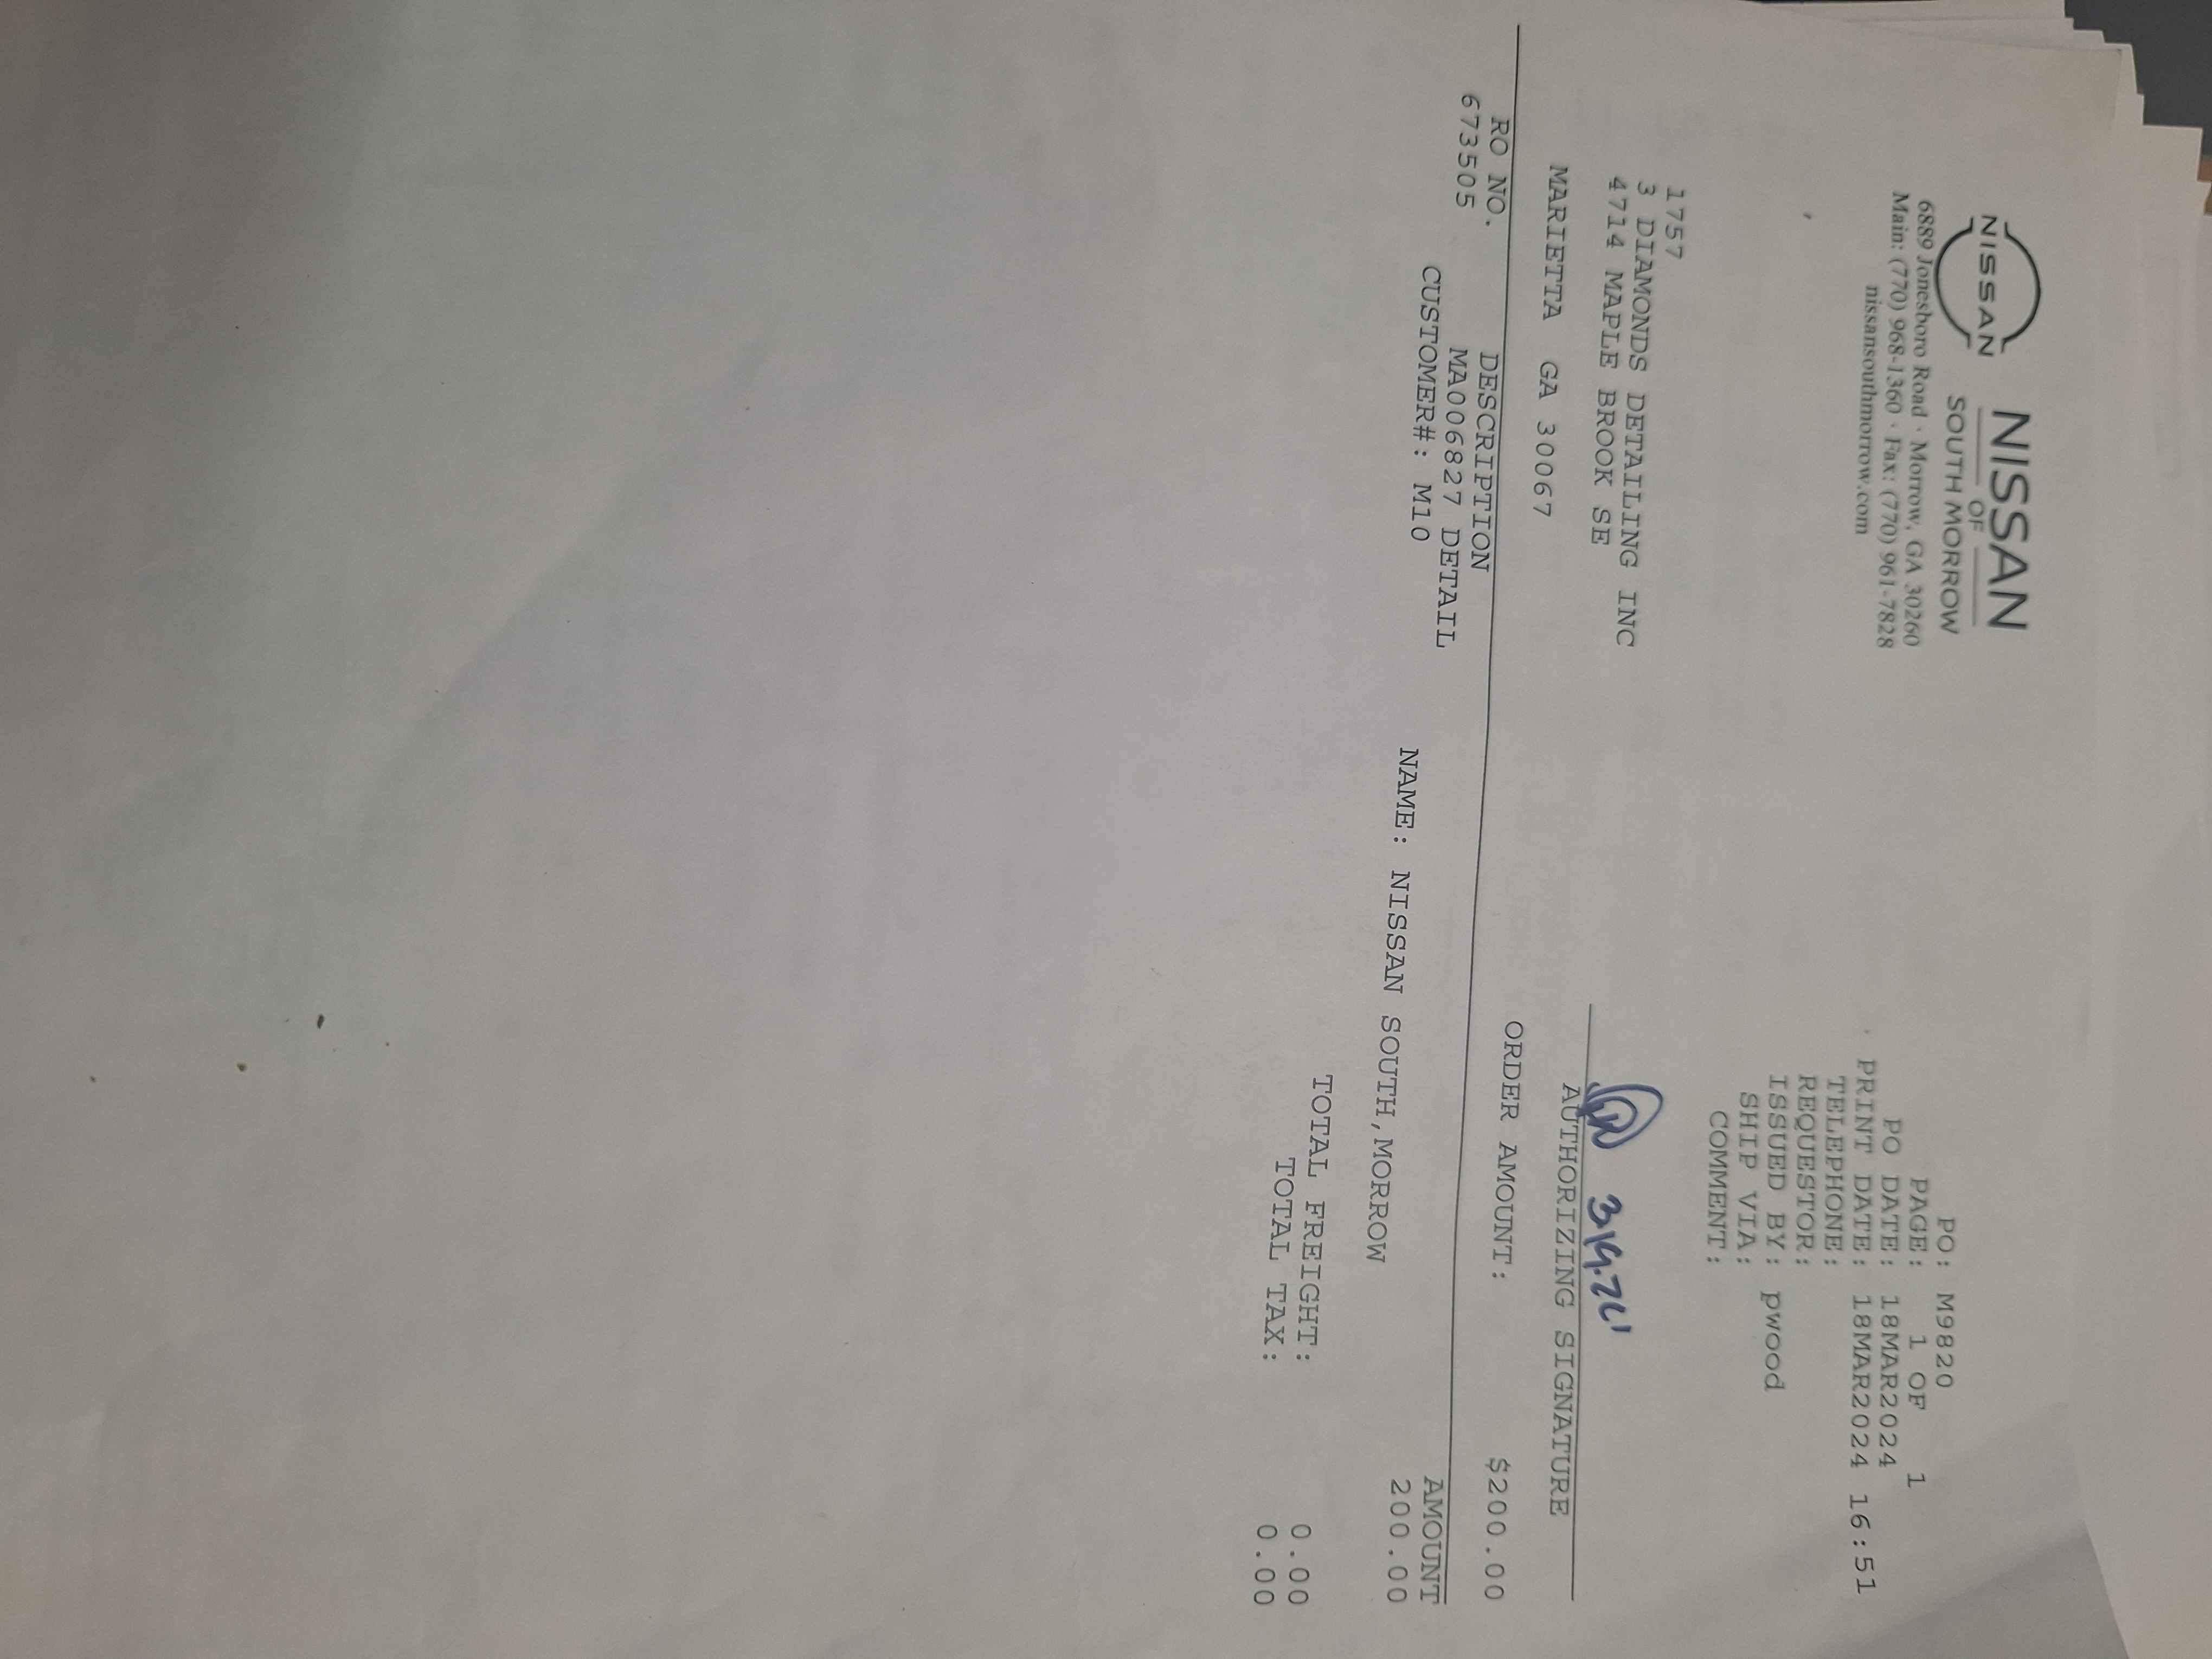 NISSAN
NISSAN
OF
SOUTH MORROW
6889 Jonesboro Road · Morrow, GA 30260
Main: (770) 968-1360 · Fax: (770) 961-7828
nissansouthmorrow.com
PO: M9820
PAGE: 1 OF 1
PO DATE: 18MAR2024
PRINT DATE: 18MAR2024 16:51
TELEPHONE:
REQUESTOR:
ISSUED BY: pwood
SHIP VIA:
COMMENT:
1757
3 DIAMONDS DETAILING INC
4714 MAPLE BROOK SE
MARIETTA GA 30067
AUTHORIZING SIGNATURE
ORDER AMOUNT: $200.00
RO NO. DESCRIPTION AMOUNT
673505 MA006827 DETAIL 200.00
CUSTOMER#: M10 NAME: NISSAN SOUTH,MORROW
TOTAL FREIGHT: 0.00
TOTAL TAX: 0.00